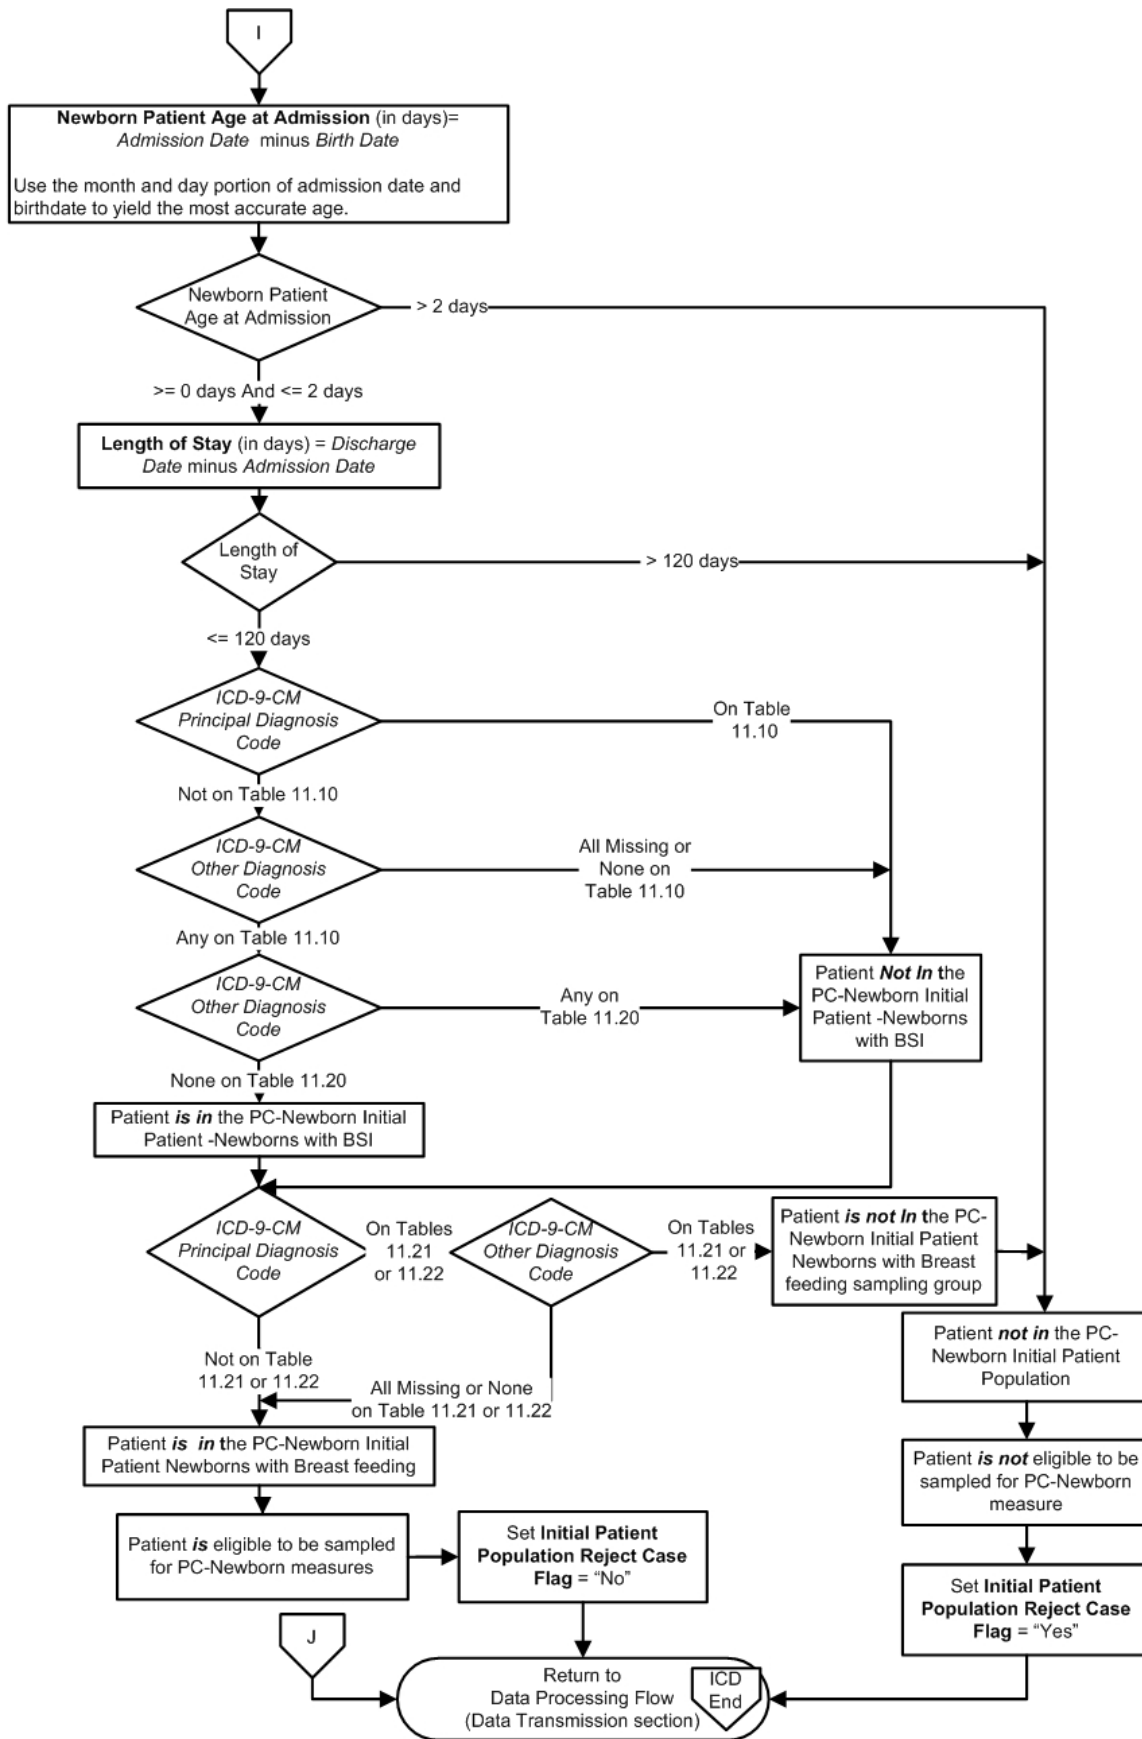 I
Newborn Patient Age at Admission (in days)=
Admission Date minus Birth Date
Use the month and day portion of admission date and
birthdate to yield the most accurate age.
Newborn Patient
Age at Admission
> 2 days
>= 0 days And <= 2 days
Length of Stay (in days) = Discharge
Date minus Admission Date
Length of
Stay
> 120 days
<= 120 days
ICD-9-CM
Principal Diagnosis
Code
On Table
11.10
Not on Table 11.10
ICD-9-CM
Other Diagnosis
Code
All Missing or
None on
Table 11.10
Any on Table 11.10
ICD-9-CM
Other Diagnosis
Code
Any on
Table 11.20
Patient Not In the
PC-Newborn Initial
Patient -Newborns
with BSI
None on Table 11.20
Patient is in the PC-Newborn Initial
Patient -Newborns with BSI
ICD-9-CM
Principal Diagnosis
Code
On Tables
11.21
or 11.22
ICD-9-CM
Other Diagnosis
Code
On Tables
11.21 or
11.22
Patient is not In the PC-
Newborn Initial Patient
Newborns with Breast
feeding sampling group
Not on Table
11.21 or 11.22
All Missing or None
on Table 11.21 or 11.22
Patient not in the PC-
Newborn Initial Patient
Population
Patient is in the PC-Newborn Initial
Patient Newborns with Breast feeding
Patient is not eligible to be
sampled for PC-Newborn
measure
Patient is eligible to be sampled
for PC-Newborn measures
Set Initial Patient
Population Reject Case
Flag = “No”
Set Initial Patient
Population Reject Case
Flag = “Yes”
J
Return to
Data Processing Flow
(Data Transmission section)
ICD
End